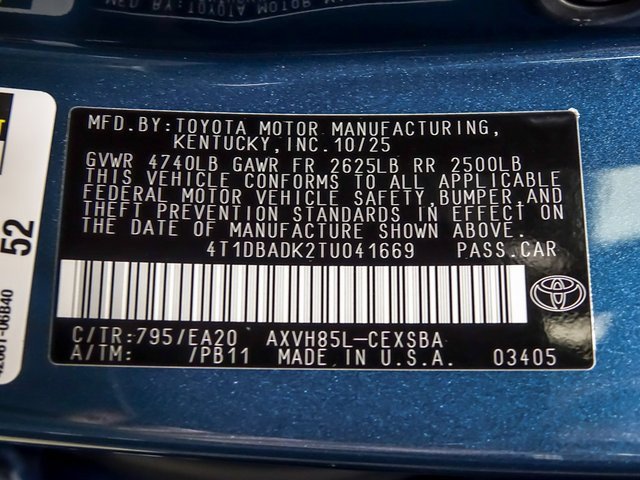 MFD.BY:TOYOTA MOTOR MANUFACTURING,
KENTUCKY,INC.10/25
GVWR 4740LB GAWR FR 2625LB RR 2500LB
THIS VEHICLE CONFORMS TO ALL APPLICABLE
FEDERAL MOTOR VEHICLE SAFETY,BUMPER,AND
THEFT PREVENTION STANDARDS IN EFFECT ON
THE DATE OF MANUFACTURE SHOWN ABOVE.
4T1DBADK2TU041669 PASS.CAR
C/TR:795/EA20 AXVH85L-CEXSBA
A/TM: /PB11 MADE IN U.S.A. 03405
52